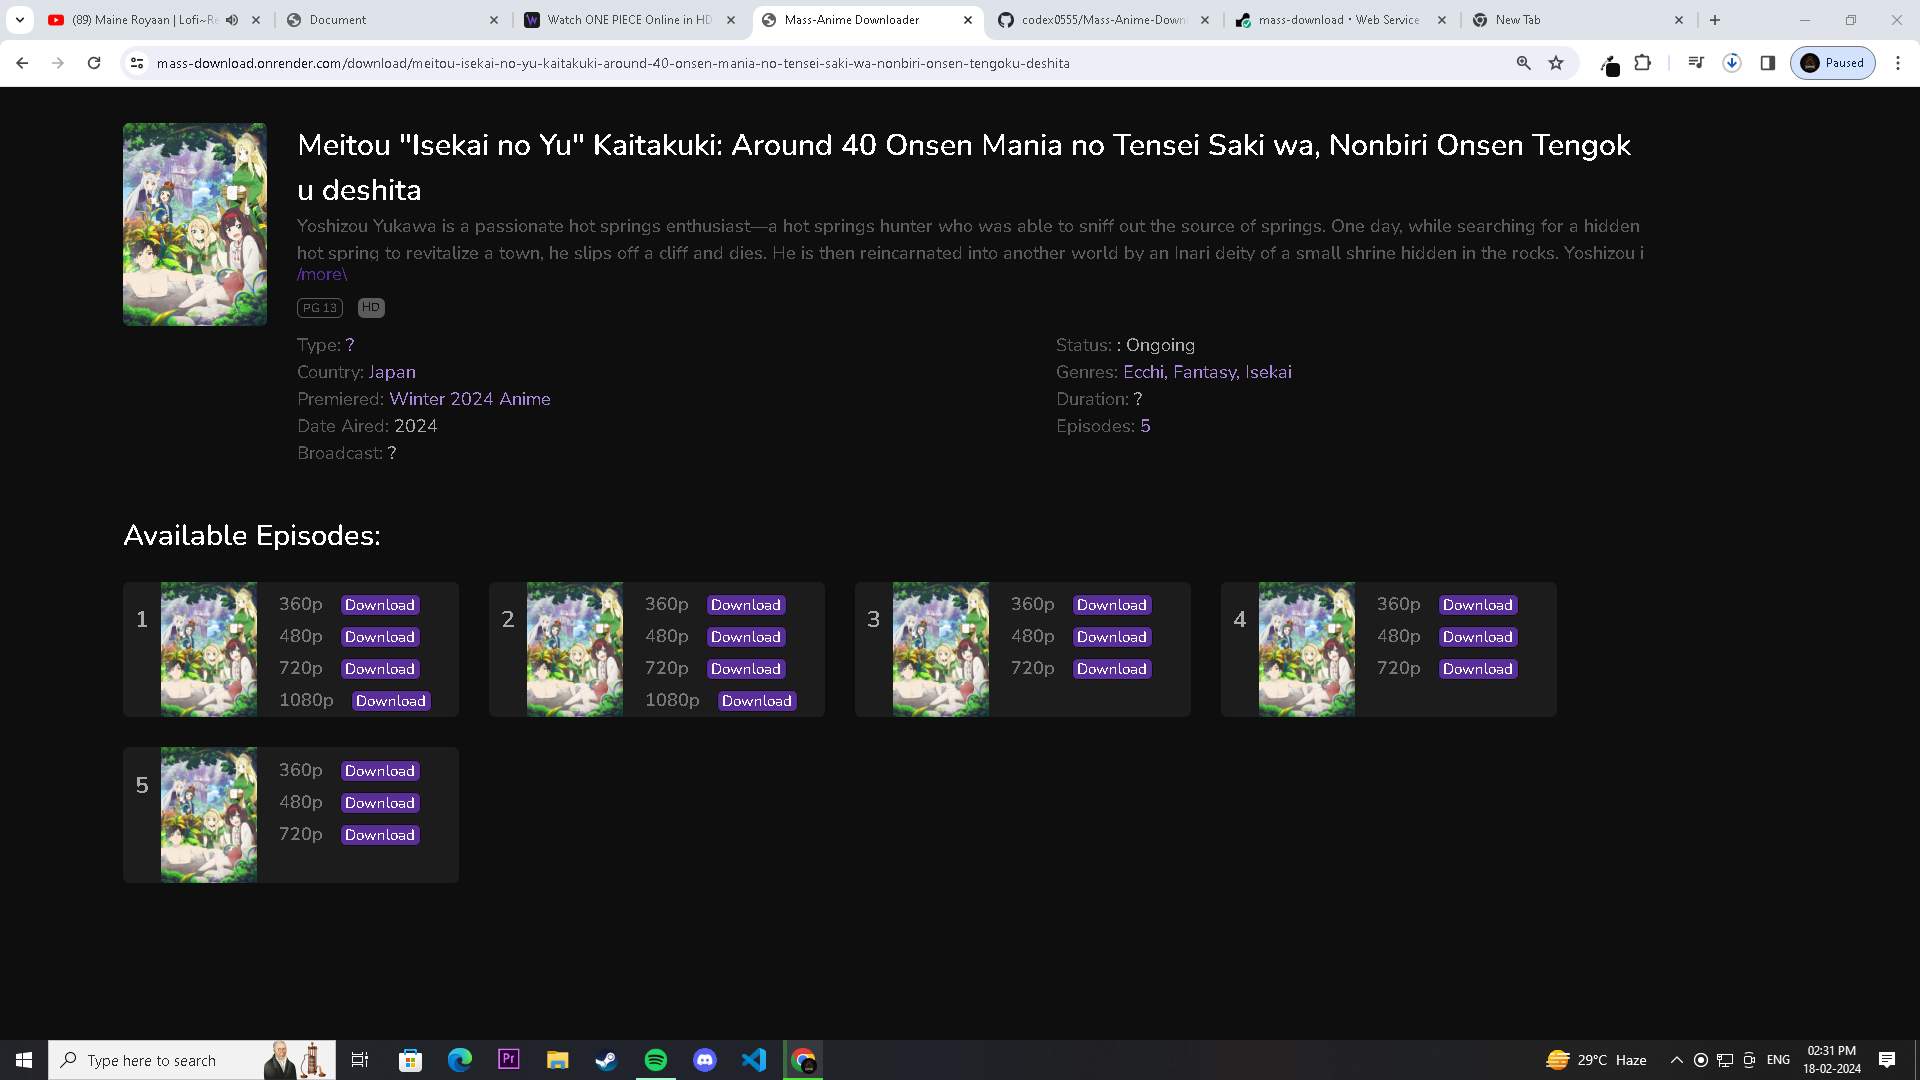 (89) Maine Royaan | Lofi~Re
Document
Watch ONE PIECE Online in HD
Mass-Anime Downloader
codex0555/Mass-Anime-Downl
mass-download · Web Service
New Tab
mass-download.onrender.com/download/meitou-isekai-no-yu-kaitakuki-around-40-onsen-mania-no-tensei-saki-wa-nonbiri-onsen-tengoku-deshita
Paused
Meitou "Isekai no Yu" Kaitakuki: Around 40 Onsen Mania no Tensei Saki wa, Nonbiri Onsen Tengok
u deshita
Yoshizou Yukawa is a passionate hot springs enthusiast—a hot springs hunter who was able to sniff out the source of springs. One day, while searching for a hidden
hot spring to revitalize a town, he slips off a cliff and dies. He is then reincarnated into another world by an Inari deity of a small shrine hidden in the rocks. Yoshizou i
/more\
PG 13 HD
Type: ?
Status: : Ongoing
Country: Japan
Genres: Ecchi, Fantasy, Isekai
Premiered: Winter 2024 Anime
Duration: ?
Date Aired: 2024
Episodes: 5
Broadcast: ?
Available Episodes:
1
360p Download
480p Download
720p Download
1080p Download
2
360p Download
480p Download
720p Download
1080p Download
3
360p Download
480p Download
720p Download
4
360p Download
480p Download
720p Download
5
360p Download
480p Download
720p Download
Type here to search
Pr
29°C Haze
ENG
02:31 PM
18-02-2024